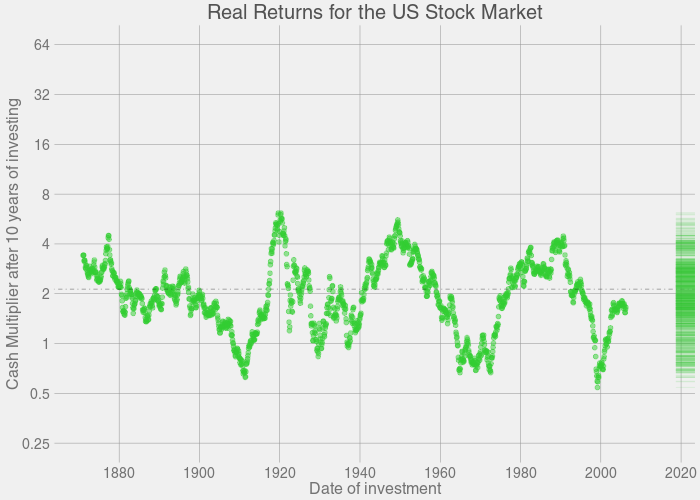 Real Returns for the US Stock Market
Cash Multiplier after 10 years of investing
64
32
16
8
4
2
1
0.5
0.25
1880 1900 1920 1940 1960 1980 2000 2020
Date of investment